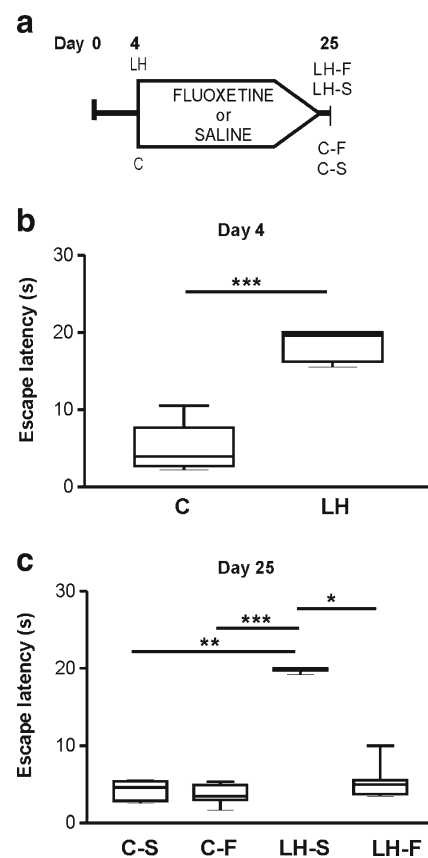 a
Day 0 4 25
LH
LH-F
LH-S
FLUOXETINE
or
SALINE
C
C-F
C-S
b
Day 4
Escape latency (s)
30
20
10
0
***
C LH
c
Day 25
Escape latency (s)
30
20
10
0
*
***
**
C-S C-F LH-S LH-F